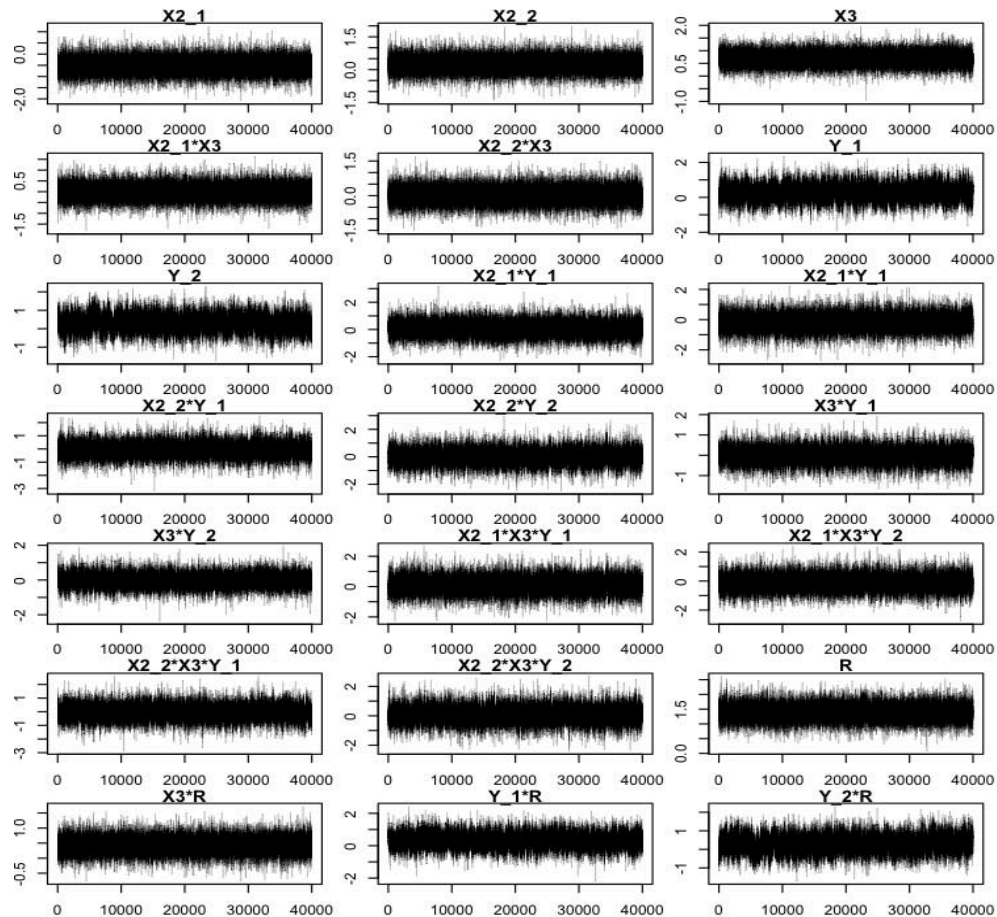 X2_1 X2_2 X3
0.0 -2.0 1.5 0.0 -1.5 2.0 0.5 -1.0
0 10000 20000 30000 40000 0 10000 20000 30000 40000 0 10000 20000 30000 40000
X2_1*X3 X2_2*X3 Y_1
0.5 -1.5 1.5 0.0 -1.5 2 0 -2
0 10000 20000 30000 40000 0 10000 20000 30000 40000 0 10000 20000 30000 40000
Y_2 X2_1*Y_1 X2_1*Y_1
1 -1 2 0 -2 2 0 -2
0 10000 20000 30000 40000 0 10000 20000 30000 40000 0 10000 20000 30000 40000
X2_2*Y_1 X2_2*Y_2 X3*Y_1
1 -1 -3 2 0 -2 2 1 -1
0 10000 20000 30000 40000 0 10000 20000 30000 40000 0 10000 20000 30000 40000
X3*Y_2 X2_1*X3*Y_1 X2_1*X3*Y_2
2 0 -2 2 0 -2 2 0 -2
0 10000 20000 30000 40000 0 10000 20000 30000 40000 0 10000 20000 30000 40000
X2_2*X3*Y_1 X2_2*X3*Y_2 R
1 -1 -3 2 0 -2 1.5 0.0
0 10000 20000 30000 40000 0 10000 20000 30000 40000 0 10000 20000 30000 40000
X3*R Y_1*R Y_2*R
1.0 -0.5 2 0 -2 1 -1
0 10000 20000 30000 40000 0 10000 20000 30000 40000 0 10000 20000 30000 40000